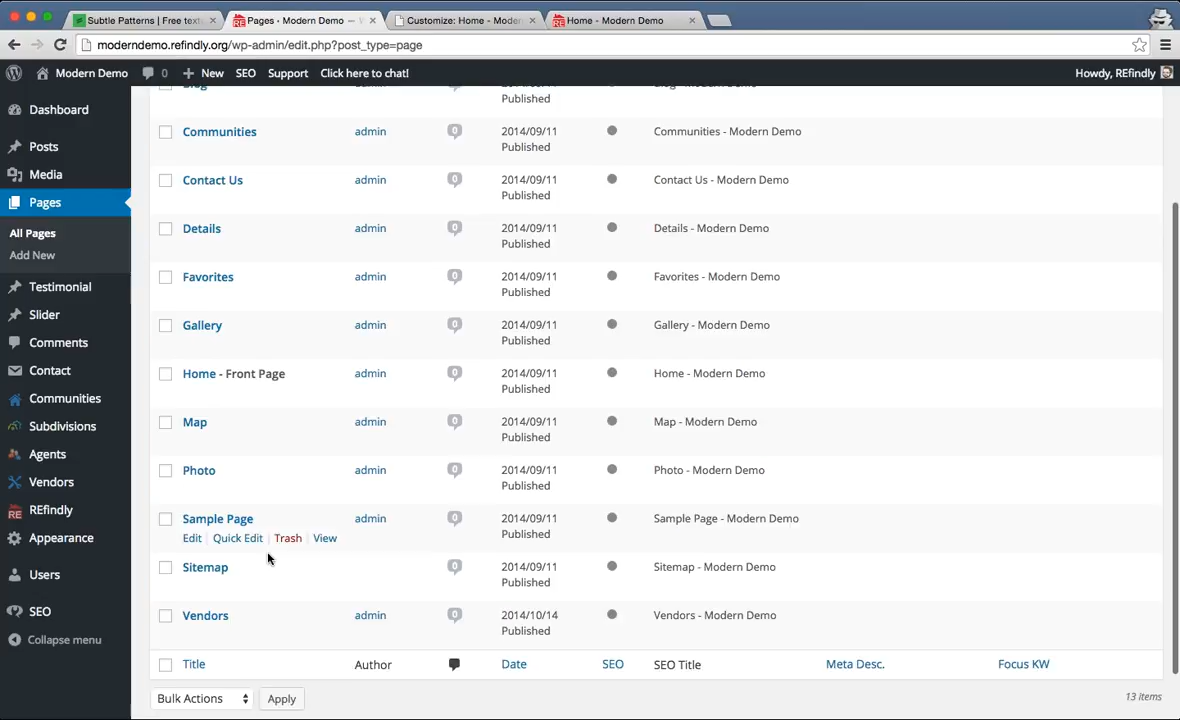 Subtle Patterns | Free text
Pages ‹ Modern Demo — W
Customize: Home - Modern
Home - Modern Demo
moderndemo.refindly.org/wp-admin/edit.php?post_type=page
Modern Demo 0 New SEO Support Click here to chat! Howdy, REfindly
Dashboard
Posts
Media
Pages
All Pages
Add New
Testimonial
Slider
Comments
Contact
Communities
Subdivisions
Agents
Vendors
REfindly
Appearance
Users
SEO
Collapse menu
Blog
Published
Communities admin 0 2014/09/11 Communities - Modern Demo
Published
Contact Us admin 0 2014/09/11 Contact Us - Modern Demo
Published
Details admin 0 2014/09/11 Details - Modern Demo
Published
Favorites admin 0 2014/09/11 Favorites - Modern Demo
Published
Gallery admin 0 2014/09/11 Gallery - Modern Demo
Published
Home - Front Page admin 0 2014/09/11 Home - Modern Demo
Published
Map admin 0 2014/09/11 Map - Modern Demo
Published
Photo admin 0 2014/09/11 Photo - Modern Demo
Published
Sample Page admin 0 2014/09/11 Sample Page - Modern Demo
Published
Edit | Quick Edit | Trash | View
Sitemap 0 2014/09/11 Sitemap - Modern Demo
Published
Vendors admin 0 2014/10/14 Vendors - Modern Demo
Published
Title Author Date SEO SEO Title Meta Desc. Focus KW
Bulk Actions Apply 13 items